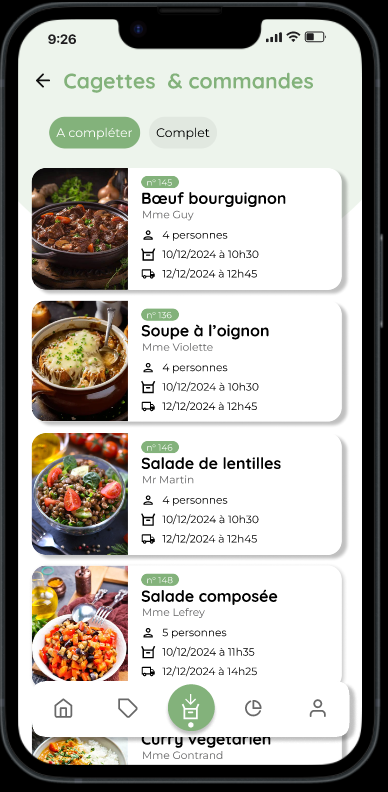 9:26
Cagettes & commandes
A compléter
Complet
n° 145
Bœuf bourguignon
Mme Guy
4 personnes
10/12/2024 à 10h30
12/12/2024 à 12h45
n° 136
Soupe à l'oignon
Mme Violette
4 personnes
10/12/2024 à 10h30
12/12/2024 à 12h45
n° 146
Salade de lentilles
Mr Martin
4 personnes
10/12/2024 à 10h30
12/12/2024 à 12h45
n° 148
Salade composée
Mme Lefrey
5 personnes
10/12/2024 à 11h35
12/12/2024 à 14h25
Curry végétarien
Mme Gontrand